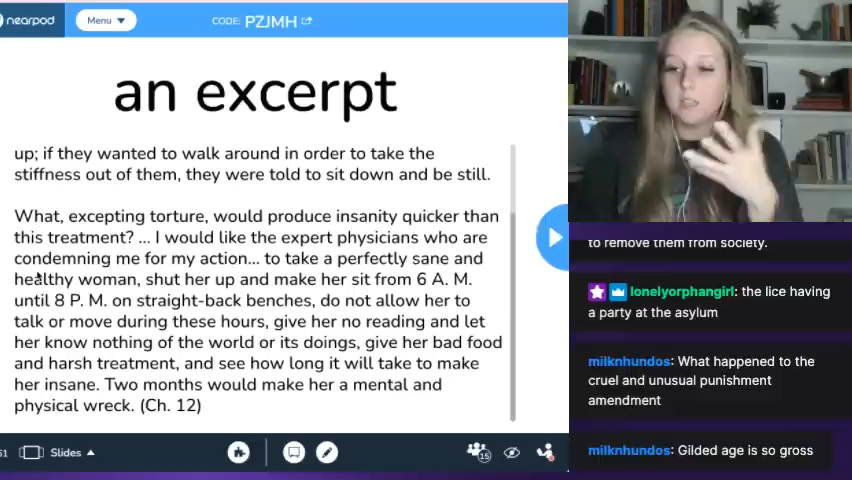 nearpod
Menu
CODE: PZJMH
an excerpt
up; if they wanted to walk around in order to take the
stiffness out of them, they were told to sit down and be still.
What, excepting torture, would produce insanity quicker than
this treatment? ... I would like the expert physicians who are
condemning me for my action... to take a perfectly sane and
healthy woman, shut her up and make her sit from 6 A. M.
until 8 P. M. on straight-back benches, do not allow her to
talk or move during these hours, give her no reading and let
her know nothing of the world or its doings, give her bad food
and harsh treatment, and see how long it will take to make
her insane. Two months would make her a mental and
physical wreck. (Ch. 12)
51
Slides
15
to remove them from society.
lonelyorphangirl: the lice having
a party at the asylum
milknhundos: What happened to the
cruel and unusual punishment
amendment
milknhundos: Gilded age is so gross